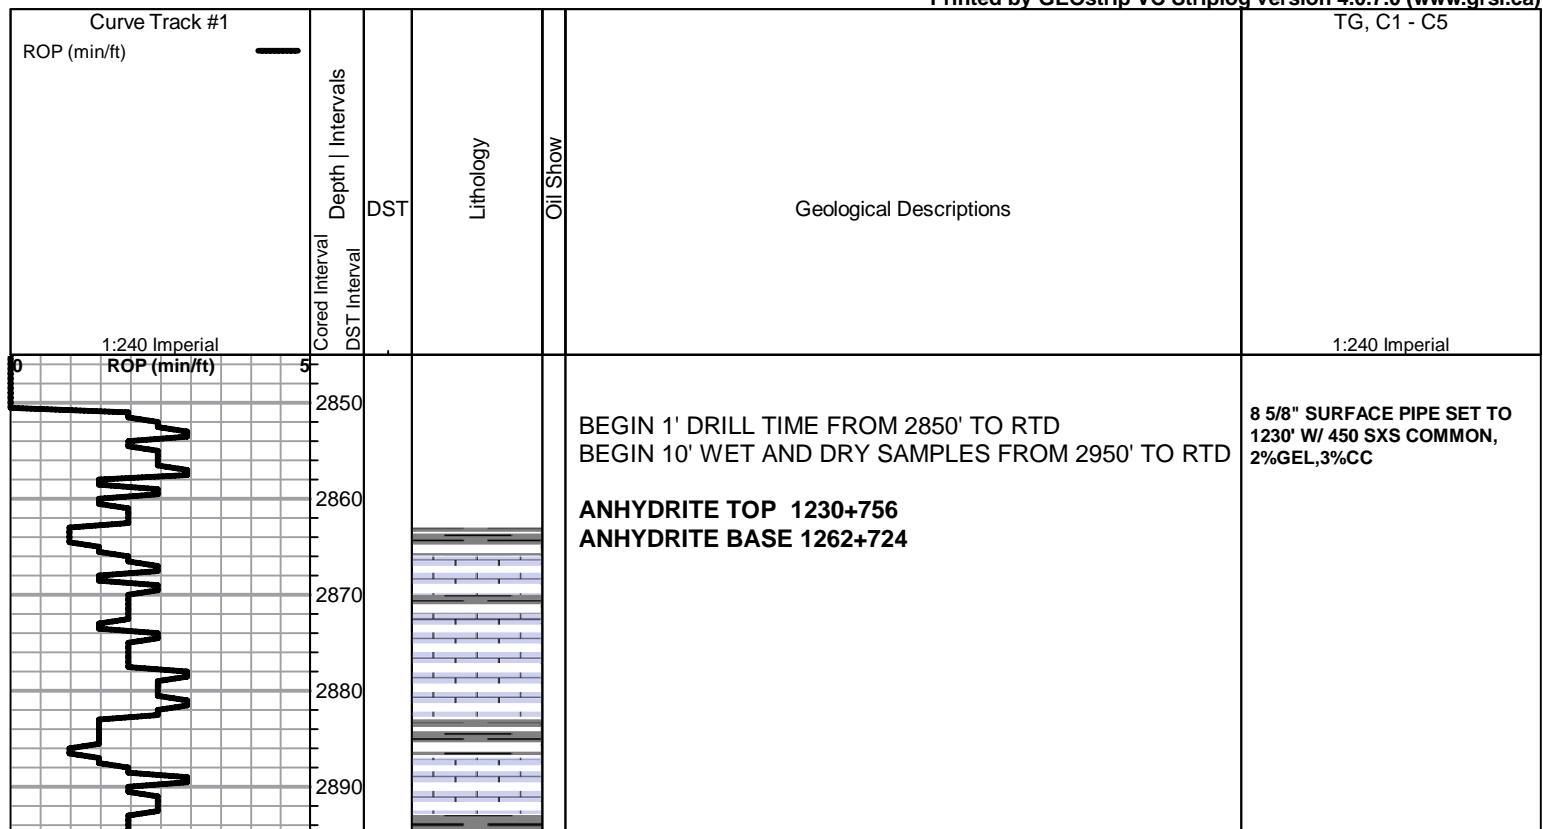 Printed by GEOstrip VC Striplog version 4.0.7.0 (www.grsi.ca)
Curve Track #1
ROP (min/ft)
1:240 Imperial
Depth | Intervals
Cored Interval
DST Interval
DST
Lithology
Oil Show
Geological Descriptions
TG, C1 - C5
1:240 Imperial
0 ROP (min/ft) 5
2850
2860
2870
2880
2890
BEGIN 1' DRILL TIME FROM 2850' TO RTD
BEGIN 10' WET AND DRY SAMPLES FROM 2950' TO RTD
ANHYDRITE TOP 1230+756
ANHYDRITE BASE 1262+724
8 5/8" SURFACE PIPE SET TO
1230' W/ 450 SXS COMMON,
2%GEL,3%CC